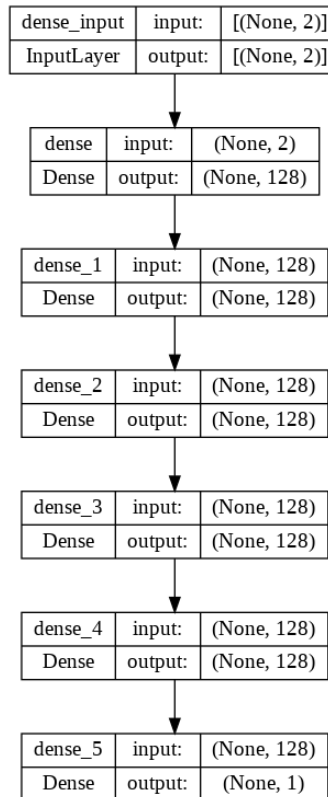 dense_input input: [(None, 2)]
InputLayer output: [(None, 2)]
dense input: (None, 2)
Dense output: (None, 128)
dense_1 input: (None, 128)
Dense output: (None, 128)
dense_2 input: (None, 128)
Dense output: (None, 128)
dense_3 input: (None, 128)
Dense output: (None, 128)
dense_4 input: (None, 128)
Dense output: (None, 128)
dense_5 input: (None, 128)
Dense output: (None, 1)